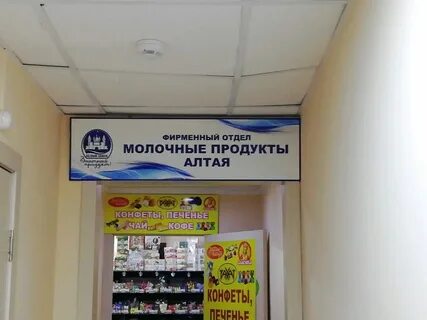 ФИРМЕННЫЙ ОТДЕЛ
МОЛОЧНЫЕ ПРОДУКТЫ
АЛТАЯ
КОНФЕТЫ, ПЕЧЕНЬЕ
ЧАЙ... КОФЕ
КОНФЕТЫ,
ПЕЧЕНЬЕ